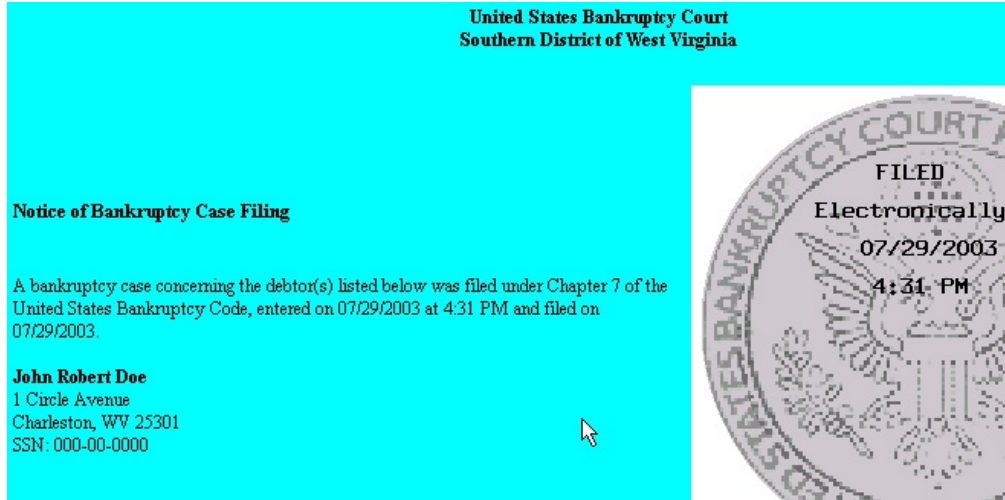 United States Bankruptcy Court
Southern District of West Virginia
Notice of Bankruptcy Case Filing
A bankruptcy case concerning the debtor(s) listed below was filed under Chapter 7 of the
United States Bankruptcy Code, entered on 07/29/2003 at 4:31 PM and filed on
07/29/2003.
John Robert Doe
1 Circle Avenue
Charleston, WV 25301
SSN: 000-00-0000
FILED
Electronically
07/29/2003
4:31 PM
ED STATES BANKRUPTCY COURT